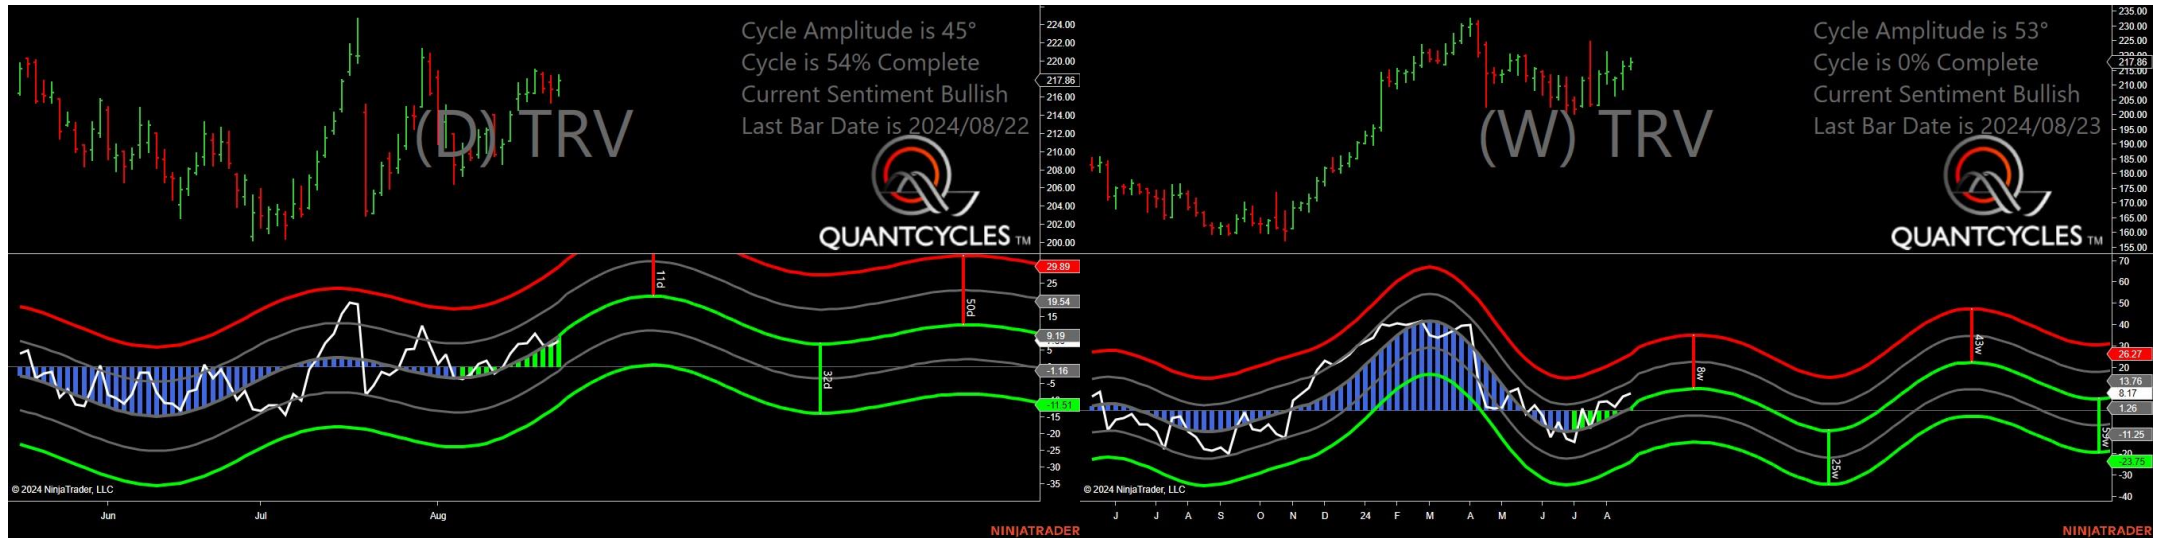 Cycle Amplitude is 45°
Cycle is 54% Complete
Current Sentiment Bullish
Last Bar Date is 2024/08/22
(D) TRV
QUANTCYCLES TM
224.00
222.00
220.00
217.86
216.00
214.00
212.00
210.00
208.00
206.00
204.00
202.00
200.00
11d
50d
32d
29.89
25
19.54
15
9.19
5
-1.16
-5
-11.51
-15
-20
-25
-30
-35
© 2024 NinjaTrader, LLC
Jun
Jul
Aug
NINJATRADER
Cycle Amplitude is 53°
Cycle is 0% Complete
Current Sentiment Bullish
Last Bar Date is 2024/08/23
(W) TRV
QUANTCYCLES TM
235.00
230.00
225.00
217.86
215.00
210.00
205.00
200.00
195.00
190.00
185.00
180.00
175.00
170.00
165.00
160.00
155.00
8w
43w
25w
59w
70
60
50
40
26.27
20
13.76
8.17
1.26
-11.25
-20
-23.75
-30
-40
© 2024 NinjaTrader, LLC
J
J
A
S
O
N
D
24
F
M
A
M
J
J
A
NINJATRADER